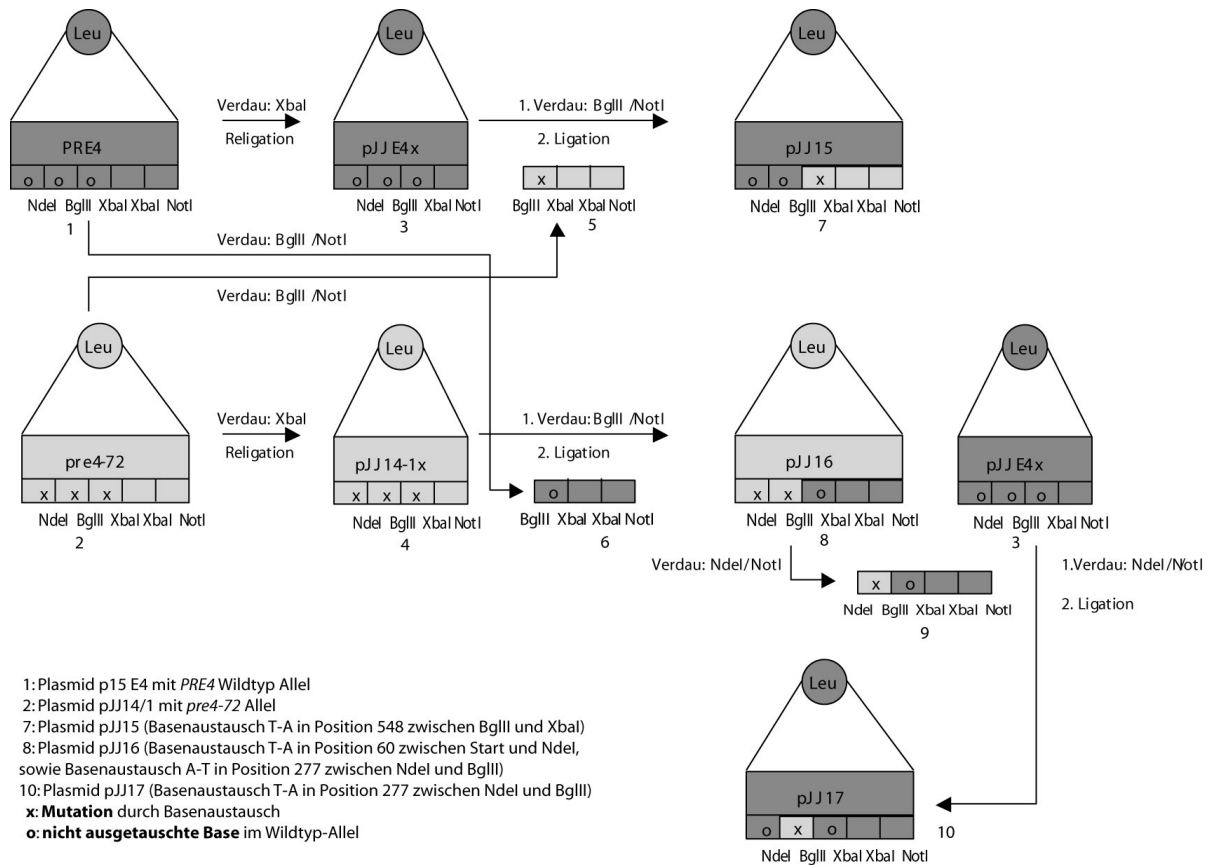 Leu
Leu
Leu
Verdau: XbaI
Religation
1. Verdau: BglII /NotI
2. Ligation
PRE4
pJJE4x
pJJ15
o o o
o o o
x
o o x
NdeI BglII XbaI XbaI NotI
NdeI BglII XbaI NotI
BglII XbaI XbaI NotI
NdeI BglII XbaI XbaI NotI
1
3
5
7
Verdau: BglII /NotI
Verdau: BglII /NotI
Leu
Leu
Leu
Leu
Verdau: XbaI
Religation
1. Verdau: BglII /NotI
2. Ligation
pre4-72
pJJ14-1x
pJJ16
pJJE4x
x x x
x x x
o
x x o
o o o
NdeI BglII XbaI XbaI NotI
NdeI BglII XbaI NotI
BglII XbaI XbaI NotI
NdeI BglII XbaI XbaI NotI
NdeI BglII XbaI NotI
2
4
6
8
3
Verdau: NdeI/NotI
1.Verdau: NdeI/NotI
2. Ligation
x o
NdeI BglII XbaI XbaI NotI
9
Leu
pJJ17
o x o
10
NdeI BglII XbaI XbaI NotI
1: Plasmid p15 E4 mit PRE4 Wildtyp Allel
2: Plasmid pJJ14/1 mit pre4-72 Allel
7: Plasmid pJJ15 (Basenaustausch T-A in Position 548 zwischen BglII und XbaI)
8: Plasmid pJJ16 (Basenaustausch T-A in Position 60 zwischen Start und NdeI,
sowie Basenaustausch A-T in Position 277 zwischen NdeI und BglII)
10: Plasmid pJJ17 (Basenaustausch T-A in Position 277 zwischen NdeI und BglII)
x: Mutation durch Basenaustausch
o: nicht ausgetauschte Base im Wildtyp-Allel